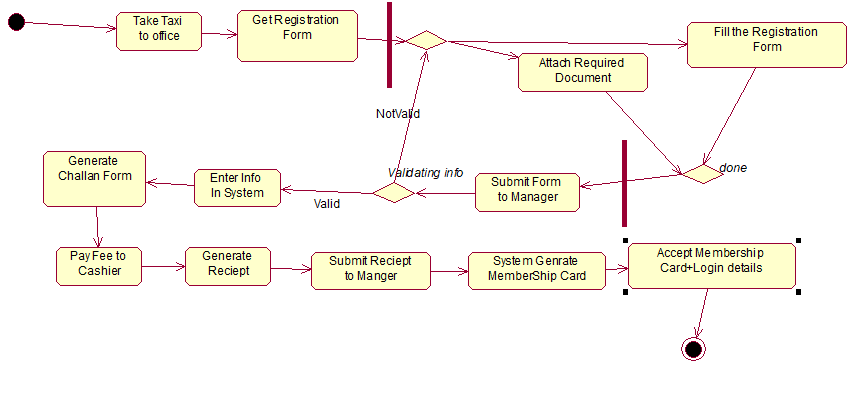 Take Taxi
to office
Get Registration
Form
Fill the Registration
Form
Attach Required
Document
NotValid
Generate
Challan Form
Enter Info
In System
Validating info
Valid
Submit Form
to Manager
done
Pay Fee to
Cashier
Generate
Reciept
Submit Reciept
to Manger
System Genrate
MemberShip Card
Accept Membership
Card+Login details